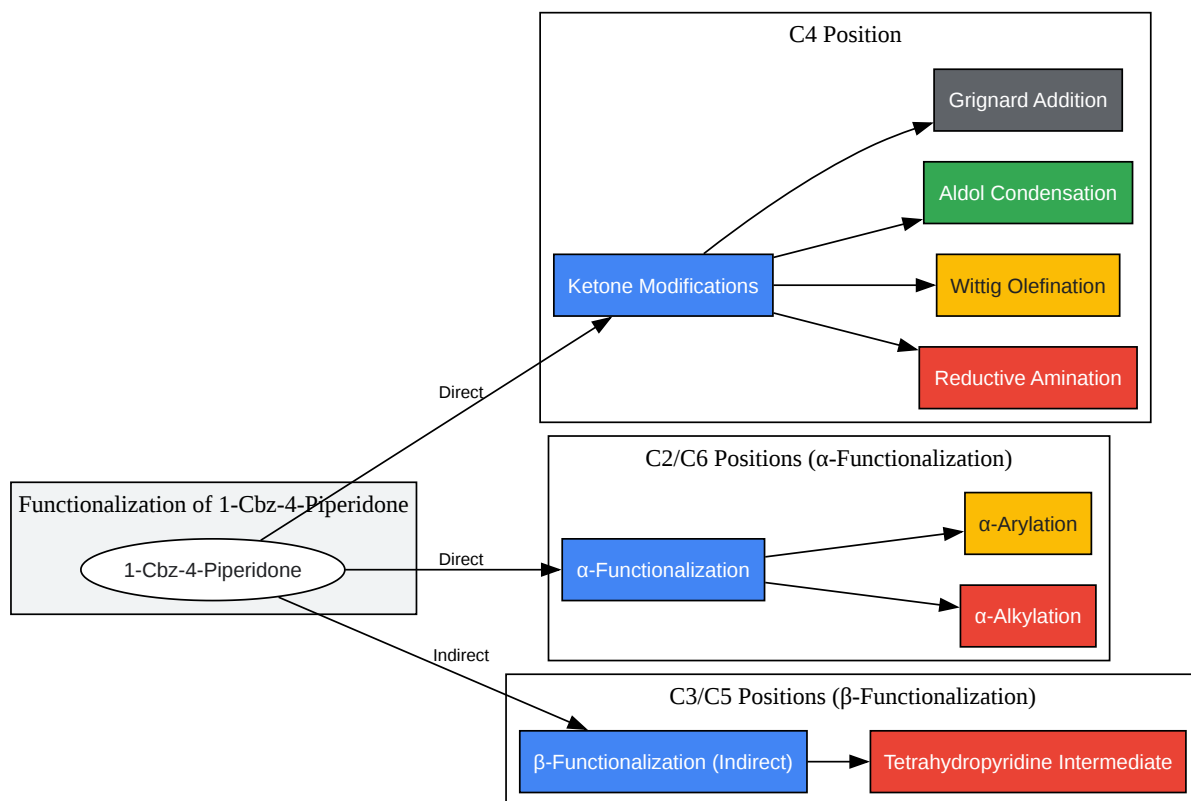 C4 Position
Grignard Addition
Aldol Condensation
Ketone Modifications
Wittig Olefination
Reductive Amination
Direct
C2/C6 Positions (α-Functionalization)
Functionalization of 1-Cbz-4-Piperidone
α-Arylation
1-Cbz-4-Piperidone
Direct
α-Functionalization
α-Alkylation
Indirect
C3/C5 Positions (β-Functionalization)
β-Functionalization (Indirect)
Tetrahydropyridine Intermediate